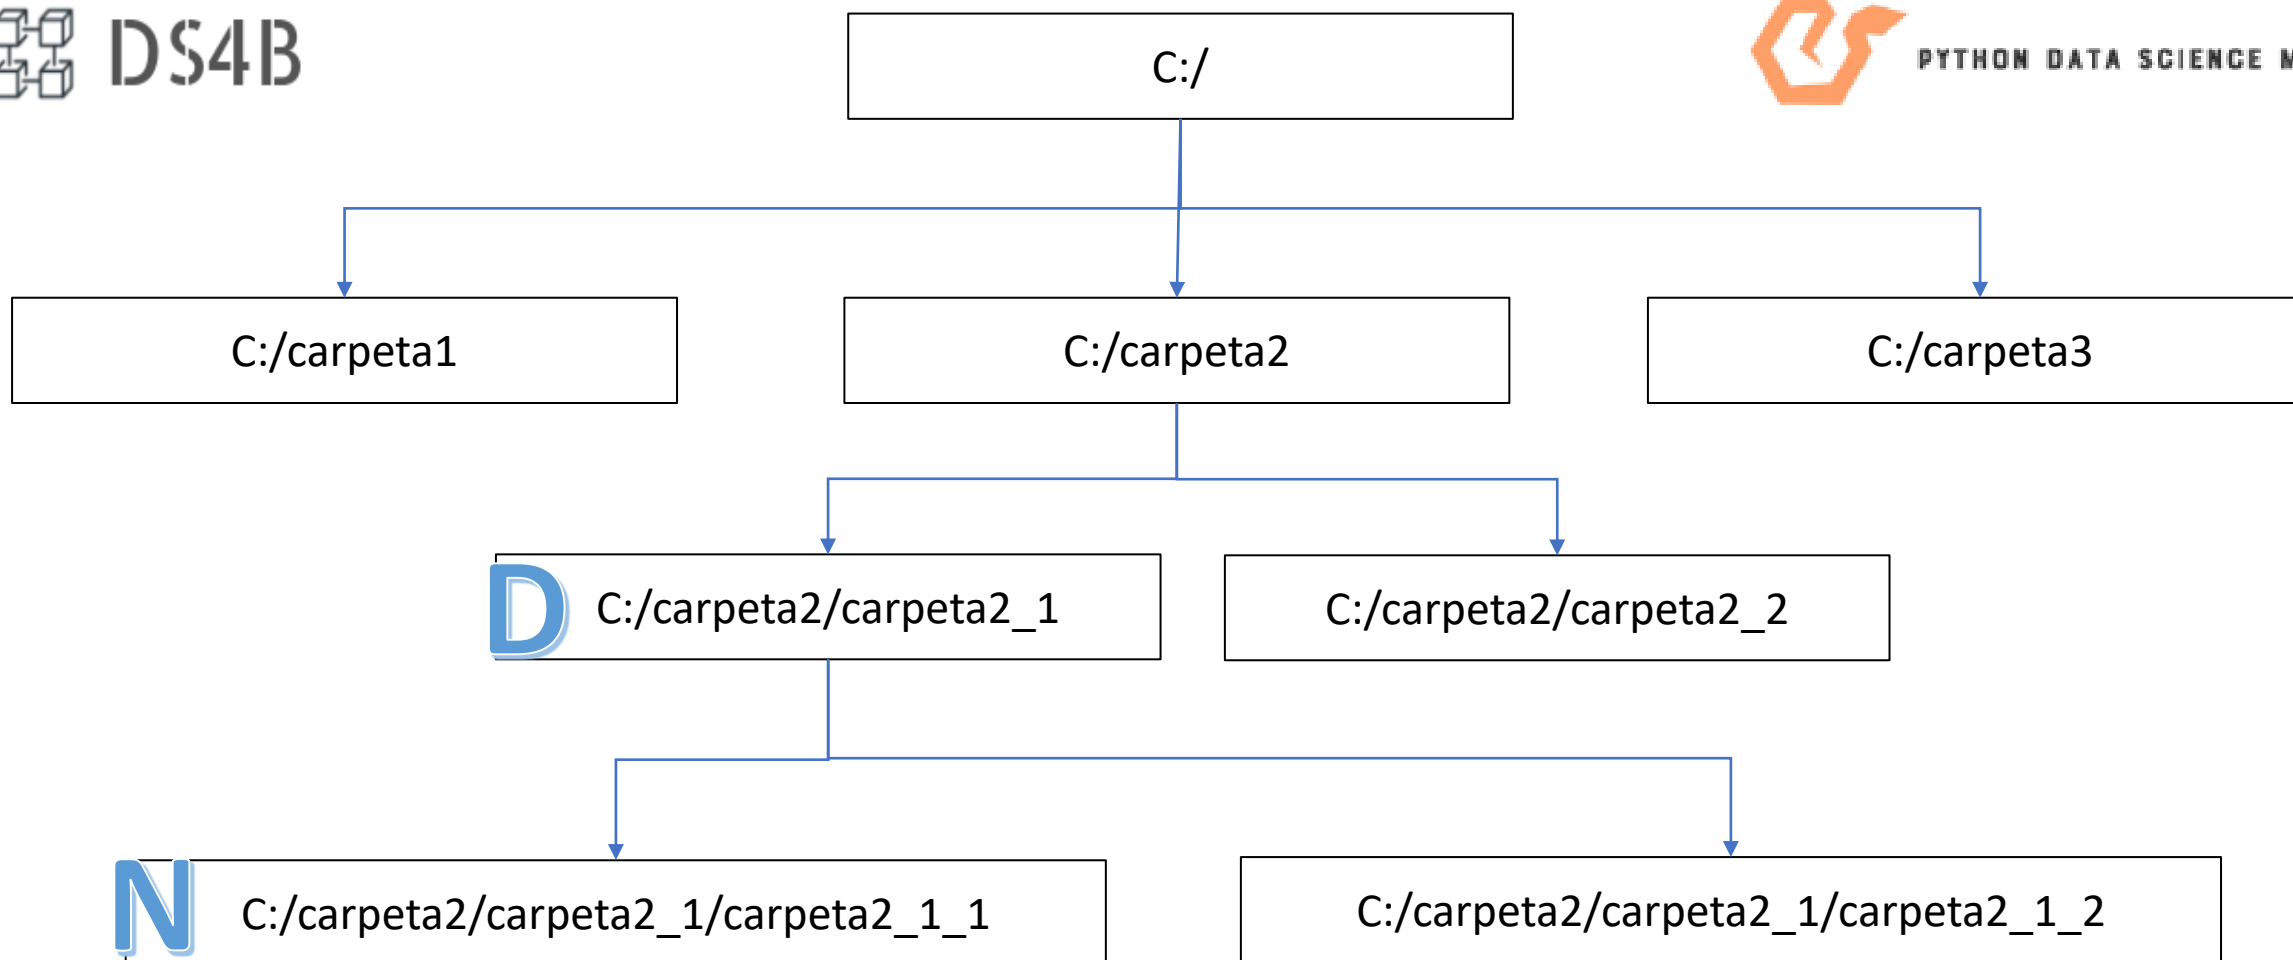 DS4B
C:/
PYTHON DATA SCIENCE
C:/carpeta1
C:/carpeta2
C:/carpeta3
D
C:/carpeta2/carpeta2_1
C:/carpeta2/carpeta2_2
N
C:/carpeta2/carpeta2_1/carpeta2_1_1
C:/carpeta2/carpeta2_1/carpeta2_1_2